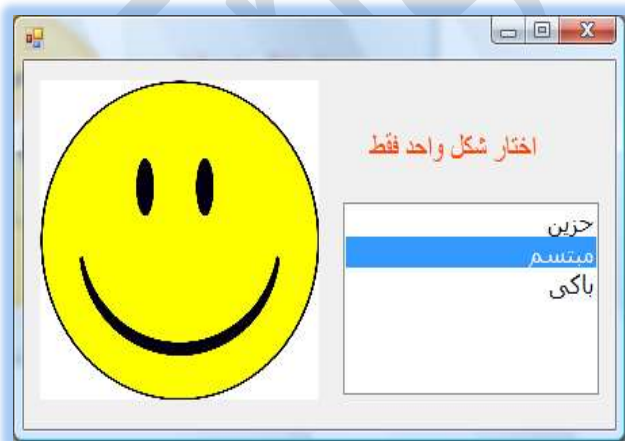 اختار شكل واحد فقط
حزين
مبتسم
باكى